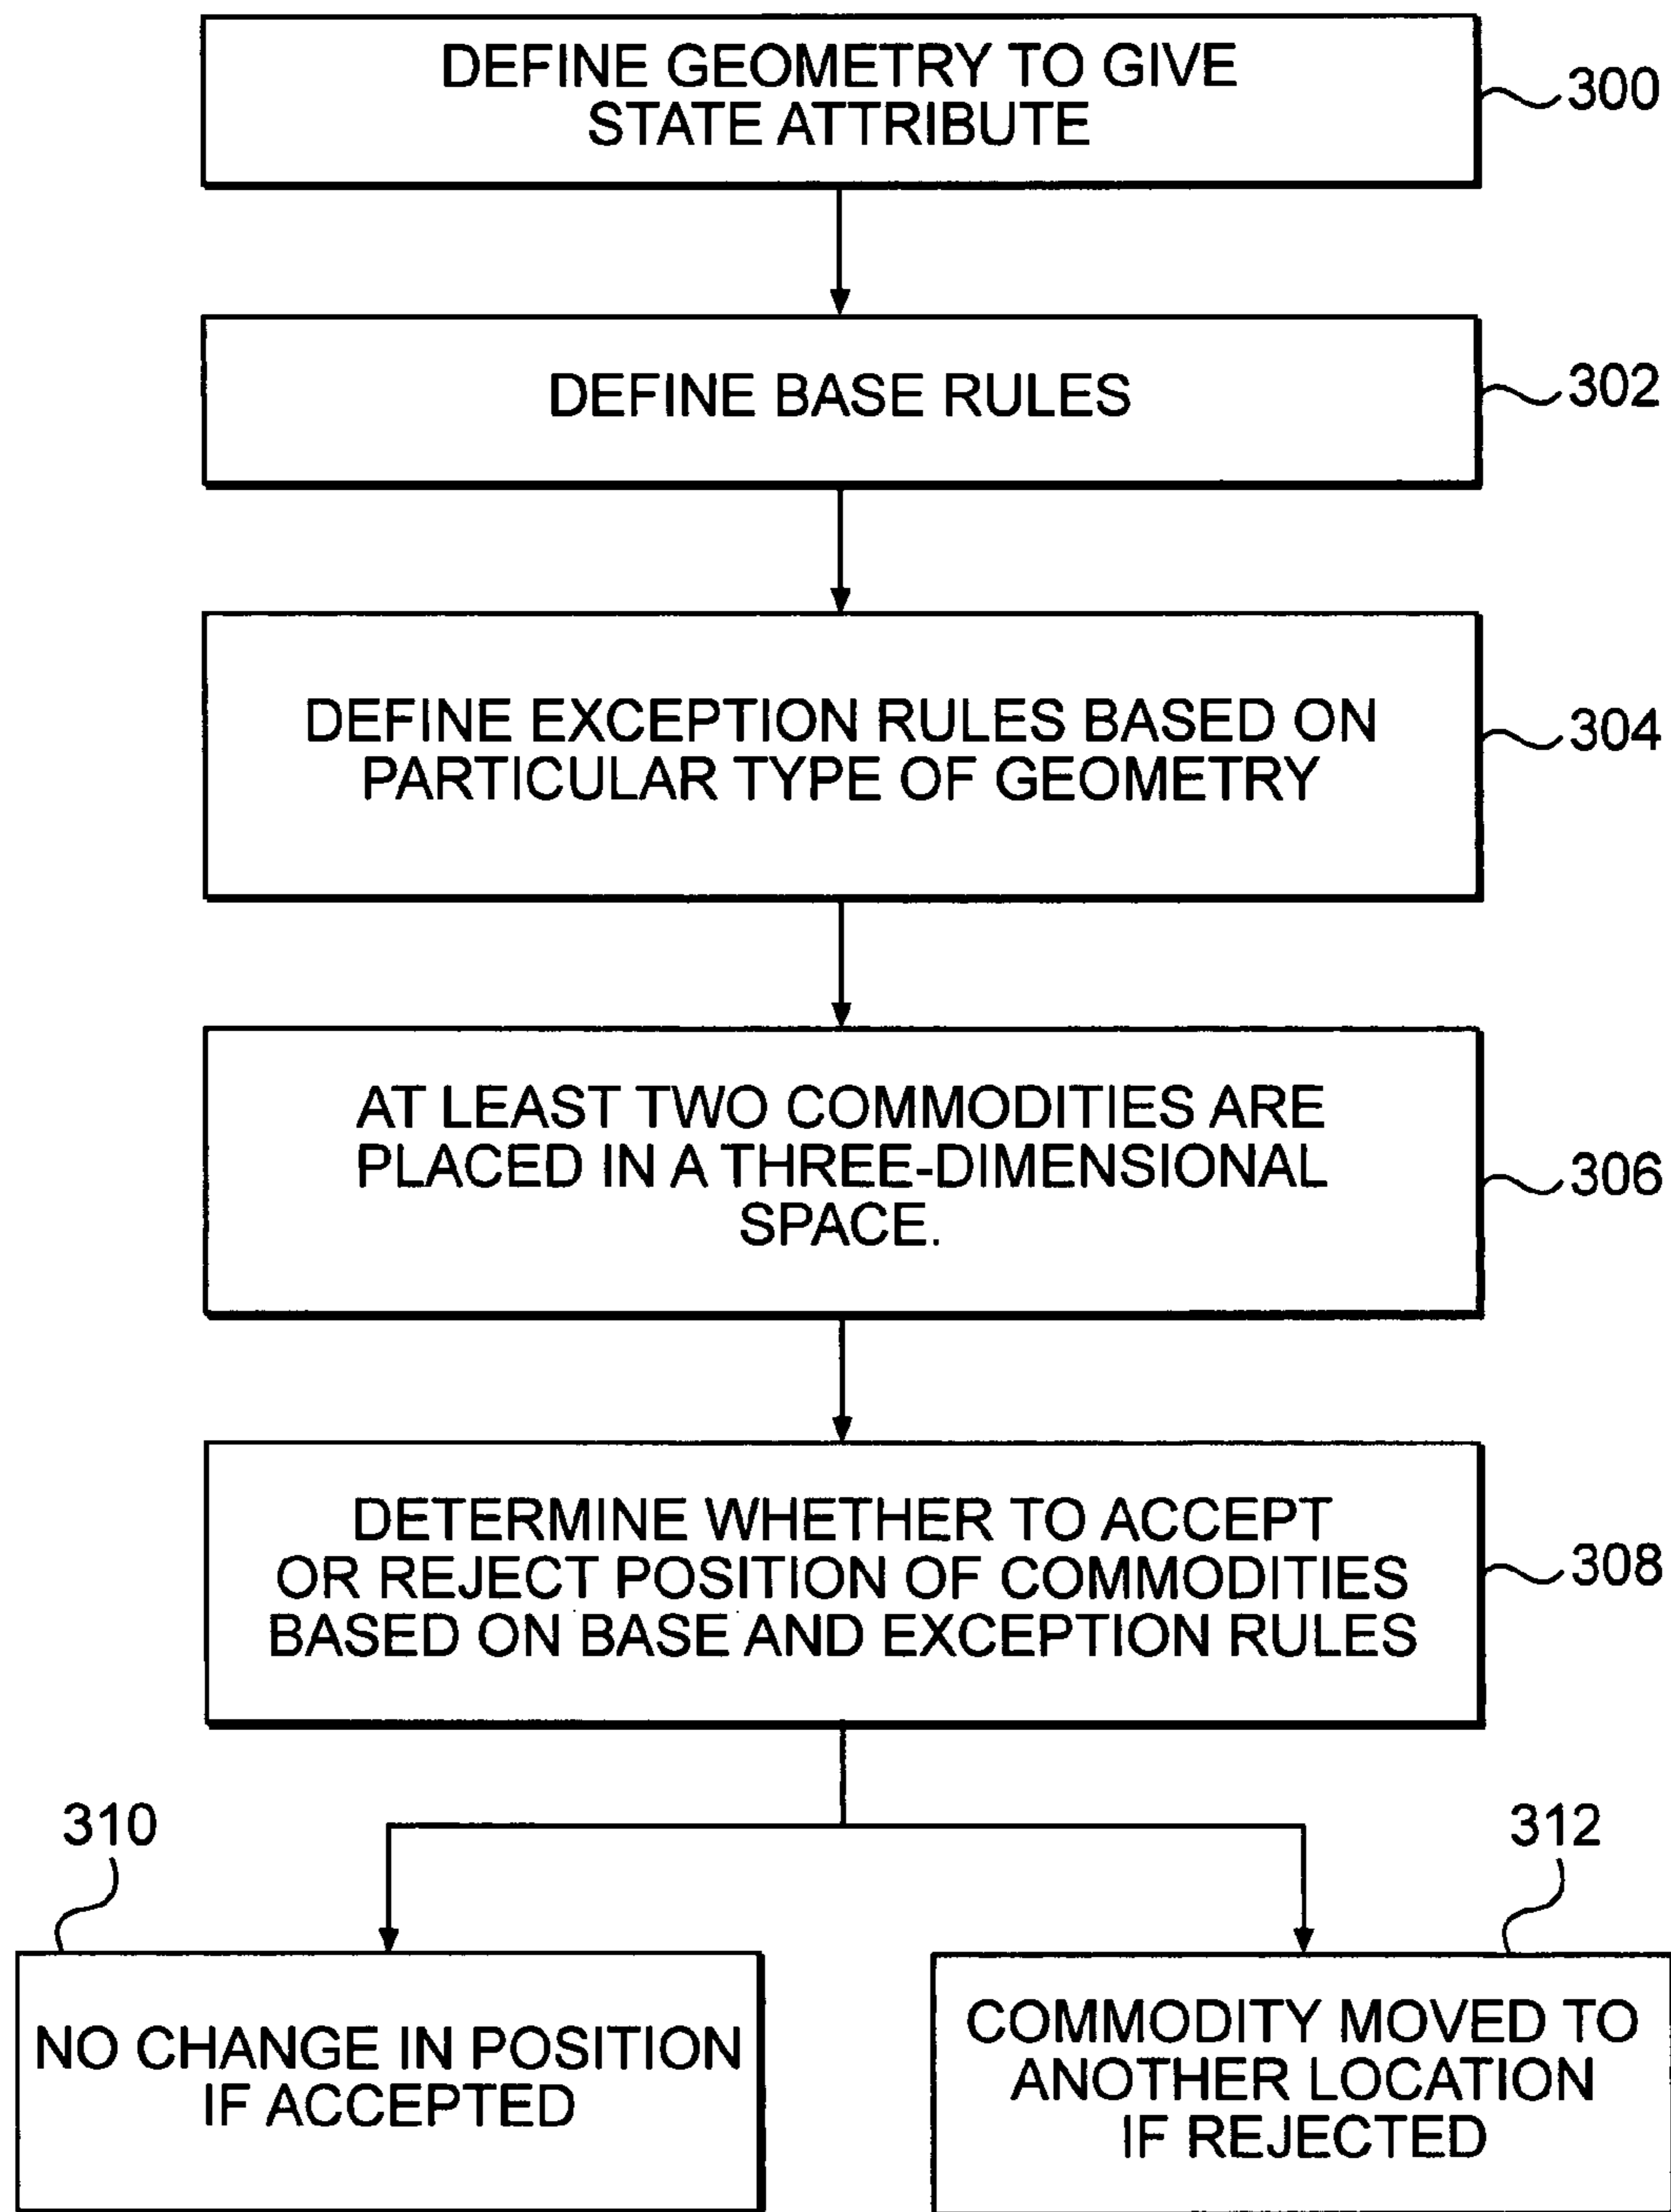 DEFINE GEOMETRY TO GIVE
STATE ATTRIBUTE
300
DEFINE BASE RULES
302
DEFINE EXCEPTION RULES BASED ON
PARTICULAR TYPE OF GEOMETRY
304
AT LEAST TWO COMMODITIES ARE
PLACED IN A THREE-DIMENSIONAL
SPACE.
306
DETERMINE WHETHER TO ACCEPT
OR REJECT POSITION OF COMMODITIES
BASED ON BASE AND EXCEPTION RULES
308
310
NO CHANGE IN POSITION
IF ACCEPTED
312
COMMODITY MOVED TO
ANOTHER LOCATION
IF REJECTED